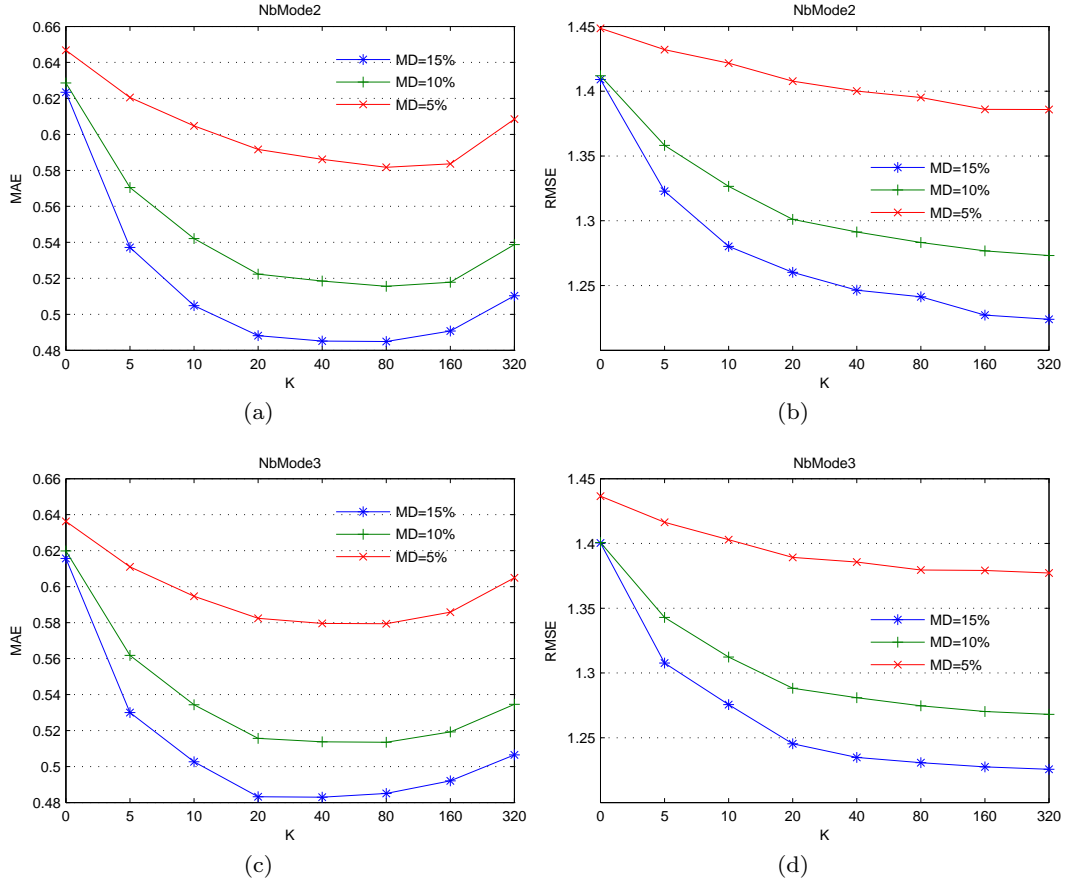 NbMode2
0.66
0.64
0.62
0.6
0.58
0.56
0.54
0.52
0.5
0.48
MAE
MD=15%
MD=10%
MD=5%
0 5 10 20 40 80 160 320
K
(a)
NbMode2
1.45
1.4
1.35
1.3
1.25
RMSE
MD=15%
MD=10%
MD=5%
0 5 10 20 40 80 160 320
K
(b)
NbMode3
0.66
0.64
0.62
0.6
0.58
0.56
0.54
0.52
0.5
0.48
MAE
MD=15%
MD=10%
MD=5%
0 5 10 20 40 80 160 320
K
(c)
NbMode3
1.45
1.4
1.35
1.3
1.25
RMSE
MD=15%
MD=10%
MD=5%
0 5 10 20 40 80 160 320
K
(d)